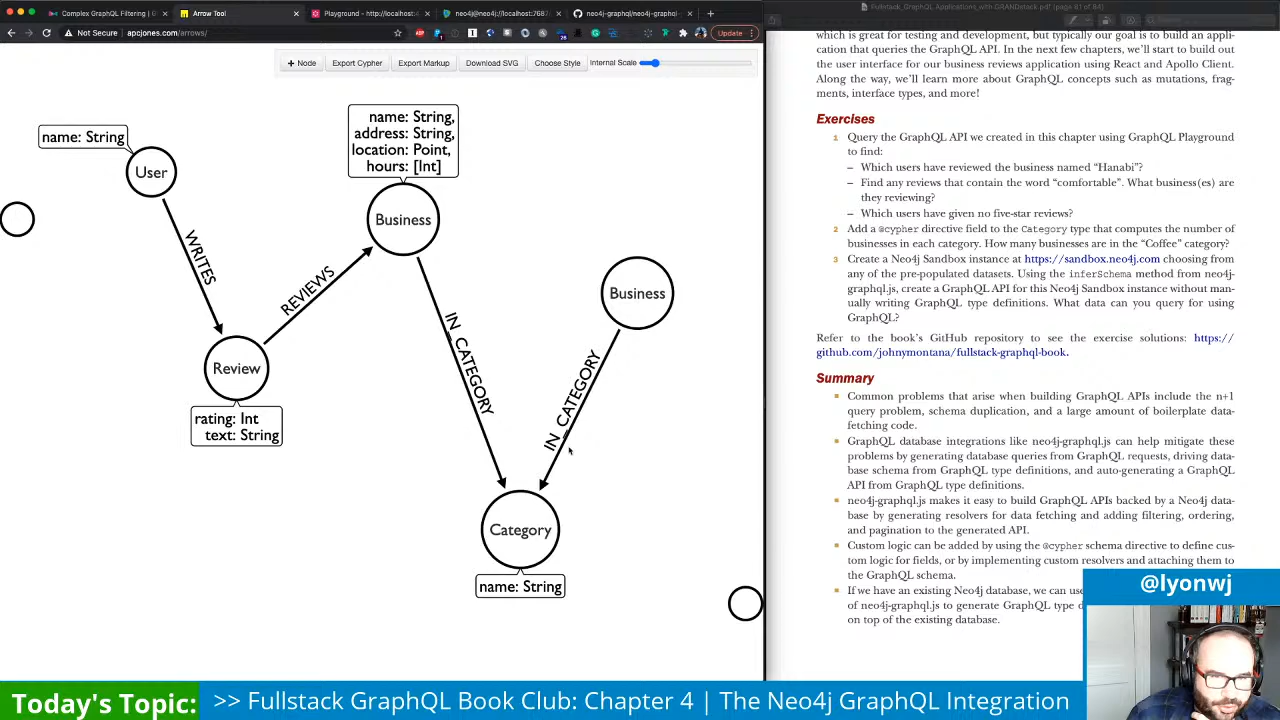 Complex GraphQL Filtering |
Arrow Tool
Playground - http://localhost:4
neo4j@neo4j://localhost:7687
neo4j-graphql/neo4j-graphql-
Not Secure | apcjones.com/arrows/
Update
+ Node
Export Cypher
Export Markup
Download SVG
Choose Style
Internal Scale
name: String
User
name: String,
address: String,
location: Point,
hours: [Int]
Business
WRITES
REVIEWS
Business
IN_CATEGORY
IN_CATEGORY
Review
rating: Int
text: String
Category
name: String
Fullstack_GraphQL Applications_with GRANDstack.pdf (page 81 of 84)
Search
which is great for testing and development, but typically our goal is to build an appli-
cation that queries the GraphQL API. In the next few chapters, we'll start to build out
the user interface for our business reviews application using React and Apollo Client.
Along the way, we'll learn more about GraphQL concepts such as mutations, frag-
ments, interface types, and more!
Exercises
1 Query the GraphQL API we created in this chapter using GraphQL Playground
to find:
– Which users have reviewed the business named “Hanabi”?
– Find any reviews that contain the word “comfortable”. What business(es) are
they reviewing?
– Which users have given no five-star reviews?
2 Add a @cypher directive field to the Category type that computes the number of
businesses in each category. How many businesses are in the “Coffee” category?
3 Create a Neo4j Sandbox instance at https://sandbox.neo4j.com choosing from
any of the pre-populated datasets. Using the inferSchema method from neo4j-
graphql.js, create a GraphQL API for this Neo4j Sandbox instance without man-
ually writing GraphQL type definitions. What data can you query for using
GraphQL?
Refer to the book's GitHub repository to see the exercise solutions: https://
github.com/johnymontana/fullstack-graphql-book.
Summary
Common problems that arise when building GraphQL APIs include the n+1
query problem, schema duplication, and a large amount of boilerplate data-
fetching code.
GraphQL database integrations like neo4j-graphql.js can help mitigate these
problems by generating database queries from GraphQL requests, driving data-
base schema from GraphQL type definitions, and auto-generating a GraphQL
API from GraphQL type definitions.
neo4j-graphql.js makes it easy to build GraphQL APIs backed by a Neo4j data-
base by generating resolvers for data fetching and adding filtering, ordering,
and pagination to the generated API.
Custom logic can be added by using the @cypher schema directive to define cus-
tom logic for fields, or by implementing custom resolvers and attaching them to
the GraphQL schema.
If we have an existing Neo4j database, we can use
of neo4j-graphql.js to generate GraphQL type
on top of the existing database.
@lyonwj
Today's Topic: >> Fullstack GraphQL Book Club: Chapter 4 | The Neo4j GraphQL Integration